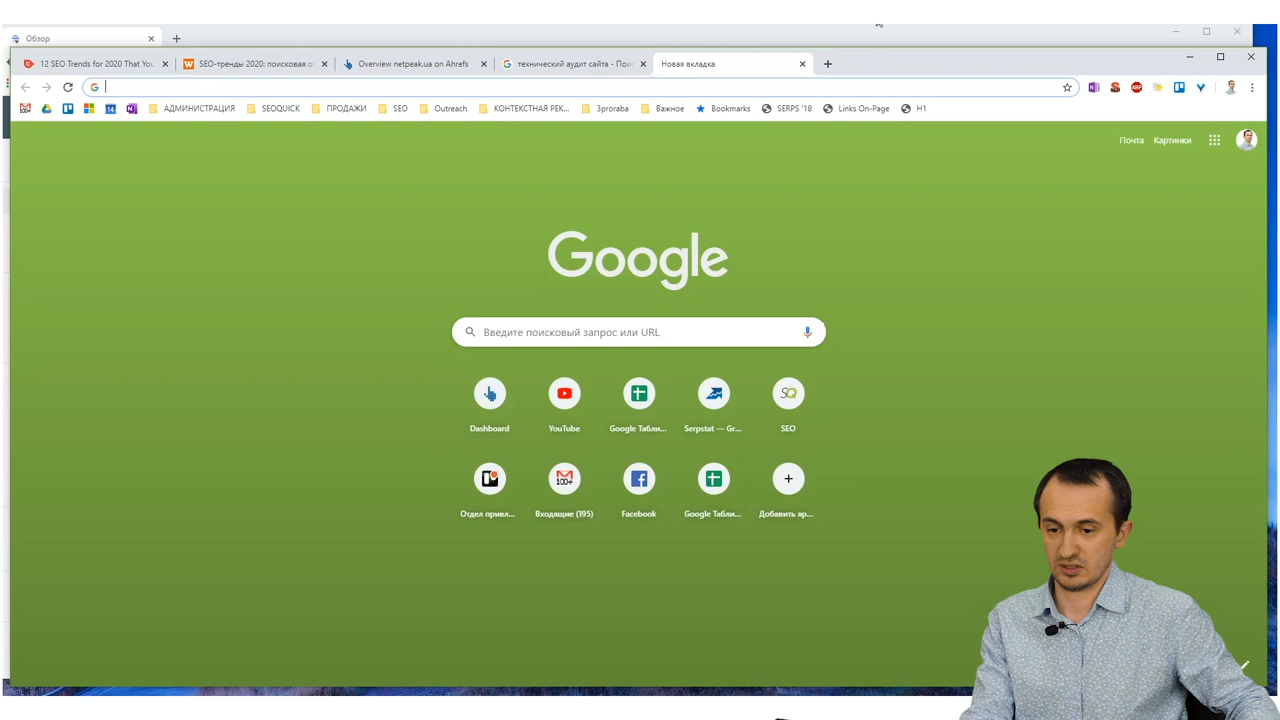 Обзор
12 SEO Trends for 2020 That You
SEO-тренды 2020: поисковая о
Overview netpeak.ua on Ahrefs
технический аудит сайта - Пои
Новая вкладка
АДМИНИСТРАЦИЯ
SEOQUICK
ПРОДАЖИ
SEO
Outreach
КОНТЕКСТНАЯ РЕК...
3proraba
Важное
Bookmarks
SERPS '18
Links On-Page
H1
Почта Картинки
Google
Введите поисковый запрос или URL
SQ
Dashboard
YouTube
Google Табли...
Serpstat — Gr...
SEO
100+
Отдел привл...
Входящие (195)
Facebook
Google Табли...
Добавить яр...